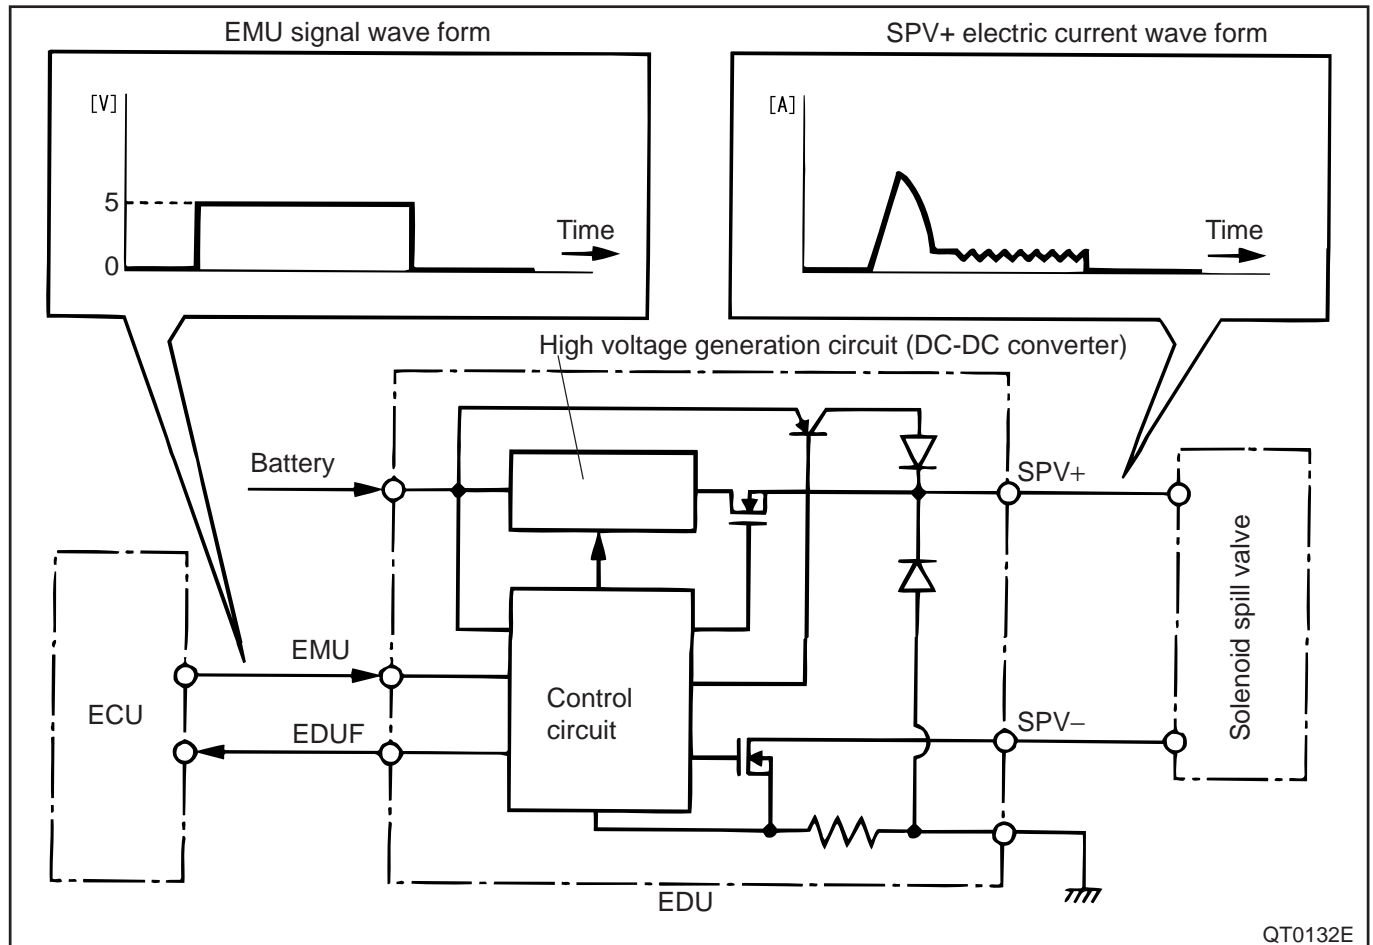 EMU signal wave form
SPV+ electric current wave form
[V]
5
0
Time
[A]
Time
High voltage generation circuit (DC-DC converter)
Battery
SPV+
EMU
ECU
EDUF
Control
circuit
SPV–
Solenoid spill valve
EDU
QT0132E